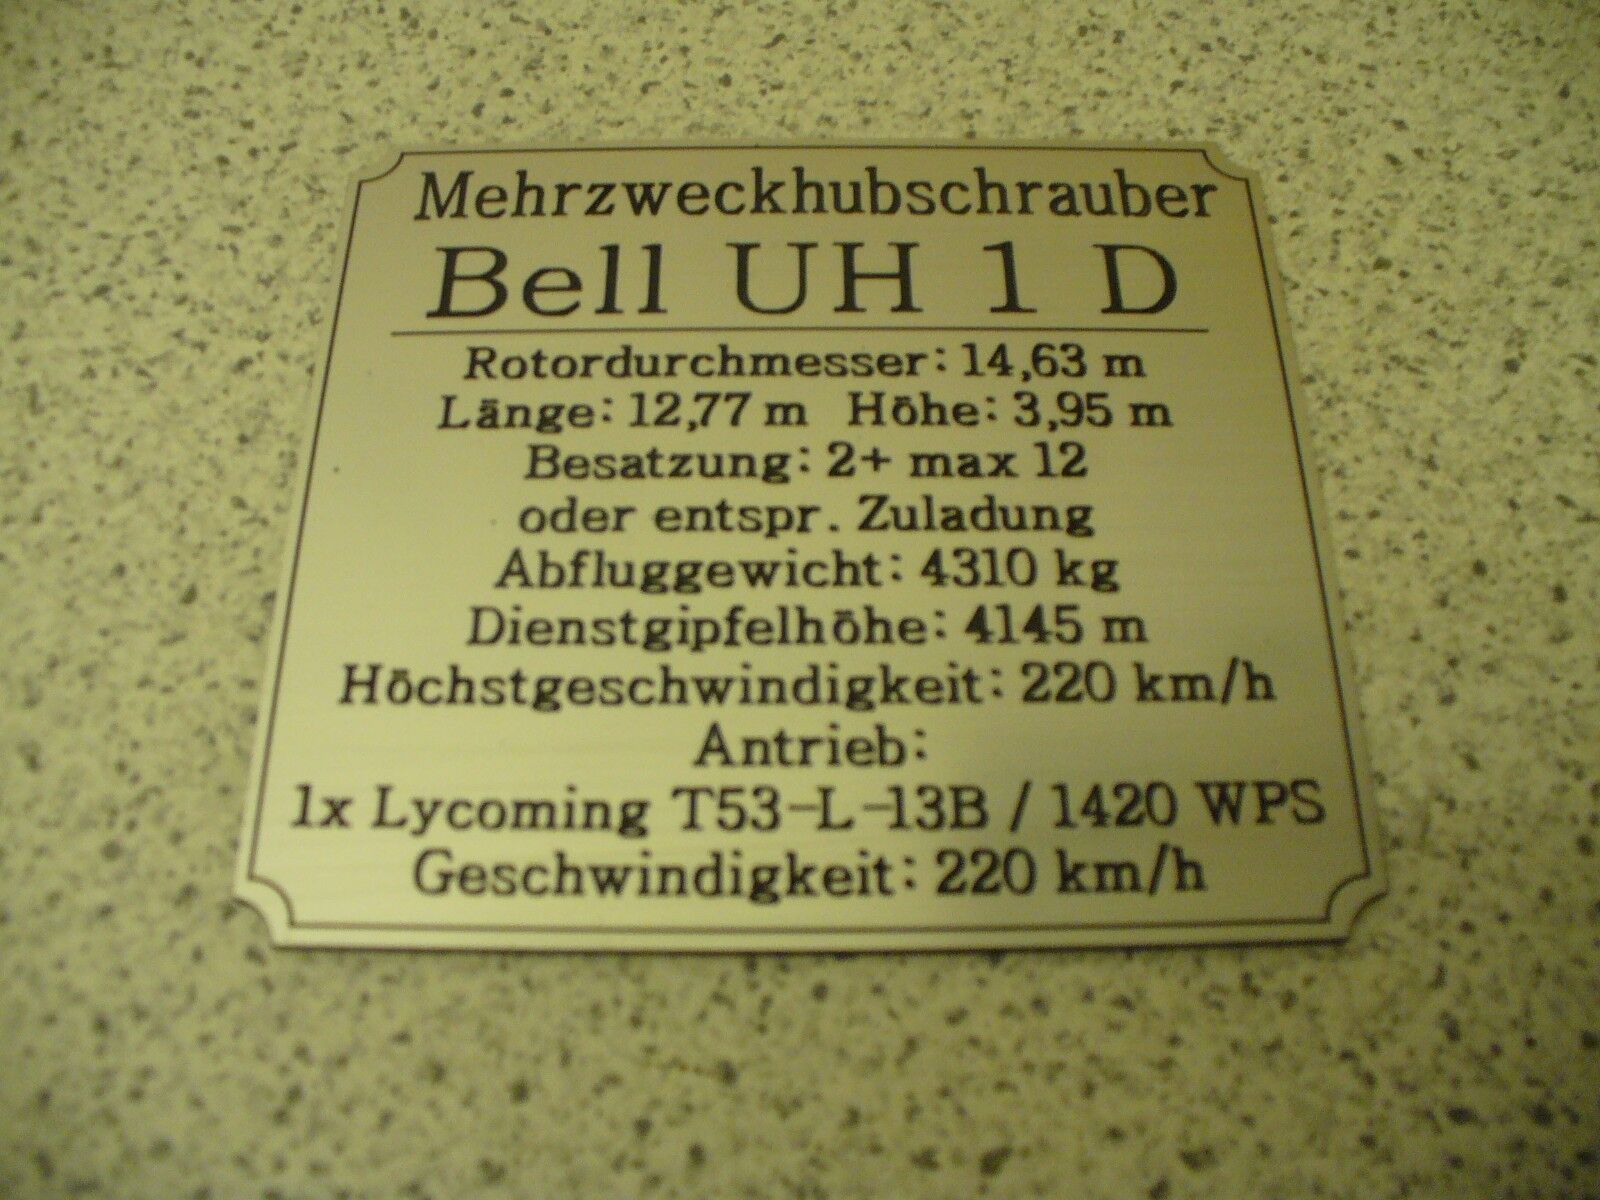 Mehrzweckhubschrauber
Bell UH 1 D
Rotordurchmesser: 14,63 m
Länge: 12,77 m Höhe: 3,95 m
Besatzung: 2+ max 12
oder entspr. Zuladung
Abfluggewicht: 4310 kg
Dienstgipfelhöhe: 4145 m
Höchstgeschwindigkeit: 220 km/h
Antrieb:
1x Lycoming T53-L-13B / 1420 WPS
Geschwindigkeit: 220 km/h